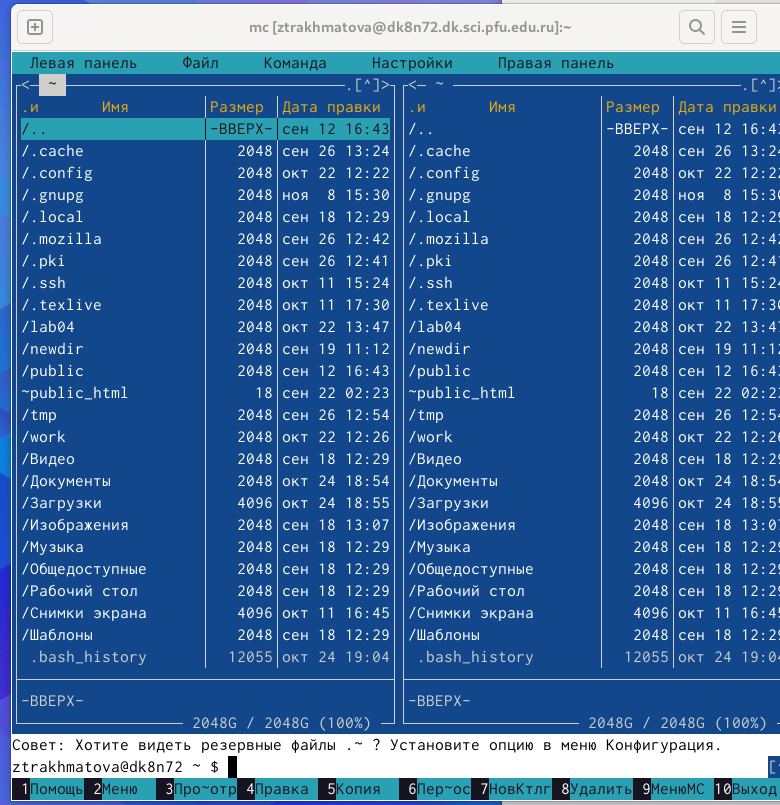 mc [ztrakhmatova@dk8n72.dk.sci.pfu.edu.ru]:~
Левая панель Файл Команда Настройки Правая панель
<– ~ .[^]> <– ~ .[^]>
.и Имя Размер Дата правки .и Имя Размер Дата правки
/.. –ВВЕРХ– сен 12 16:43 /.. –ВВЕРХ– сен 12 16:43
/.cache 2048 сен 26 13:24 /.cache 2048 сен 26 13:24
/.config 2048 окт 22 12:22 /.config 2048 окт 22 12:22
/.gnupg 2048 ноя 8 15:30 /.gnupg 2048 ноя 8 15:30
/.local 2048 сен 18 12:29 /.local 2048 сен 18 12:29
/.mozilla 2048 сен 26 12:42 /.mozilla 2048 сен 26 12:42
/.pki 2048 сен 26 12:41 /.pki 2048 сен 26 12:41
/.ssh 2048 окт 11 15:24 /.ssh 2048 окт 11 15:24
/.texlive 2048 окт 11 17:30 /.texlive 2048 окт 11 17:30
/lab04 2048 окт 22 13:47 /lab04 2048 окт 22 13:47
/newdir 2048 сен 19 11:12 /newdir 2048 сен 19 11:12
/public 2048 сен 12 16:43 /public 2048 сен 12 16:43
~public_html 18 сен 22 02:23 ~public_html 18 сен 22 02:23
/tmp 2048 сен 26 12:54 /tmp 2048 сен 26 12:54
/work 2048 окт 22 12:26 /work 2048 окт 22 12:26
/Видео 2048 сен 18 12:29 /Видео 2048 сен 18 12:29
/Документы 2048 окт 24 18:54 /Документы 2048 окт 24 18:54
/Загрузки 4096 окт 24 18:55 /Загрузки 4096 окт 24 18:55
/Изображения 2048 сен 18 13:07 /Изображения 2048 сен 18 13:07
/Музыка 2048 сен 18 12:29 /Музыка 2048 сен 18 12:29
/Общедоступные 2048 сен 18 12:29 /Общедоступные 2048 сен 18 12:29
/Рабочий стол 2048 сен 18 12:29 /Рабочий стол 2048 сен 18 12:29
/Снимки экрана 4096 окт 11 16:45 /Снимки экрана 4096 окт 11 16:45
/Шаблоны 2048 сен 18 12:29 /Шаблоны 2048 сен 18 12:29
.bash_history 12055 окт 24 19:04 .bash_history 12055 окт 24 19:04
–ВВЕРХ– –ВВЕРХ–
2048G / 2048G (100%) 2048G / 2048G (100%)
Совет: Хотите видеть резервные файлы .~ ? Установите опцию в меню Конфигурация.
ztrakhmatova@dk8n72 ~ $ [
1Помощь 2Меню 3Про~отр 4Правка 5Копия 6Пер~ос 7НовКтлг 8Удалить 9МенюMC 10Выход